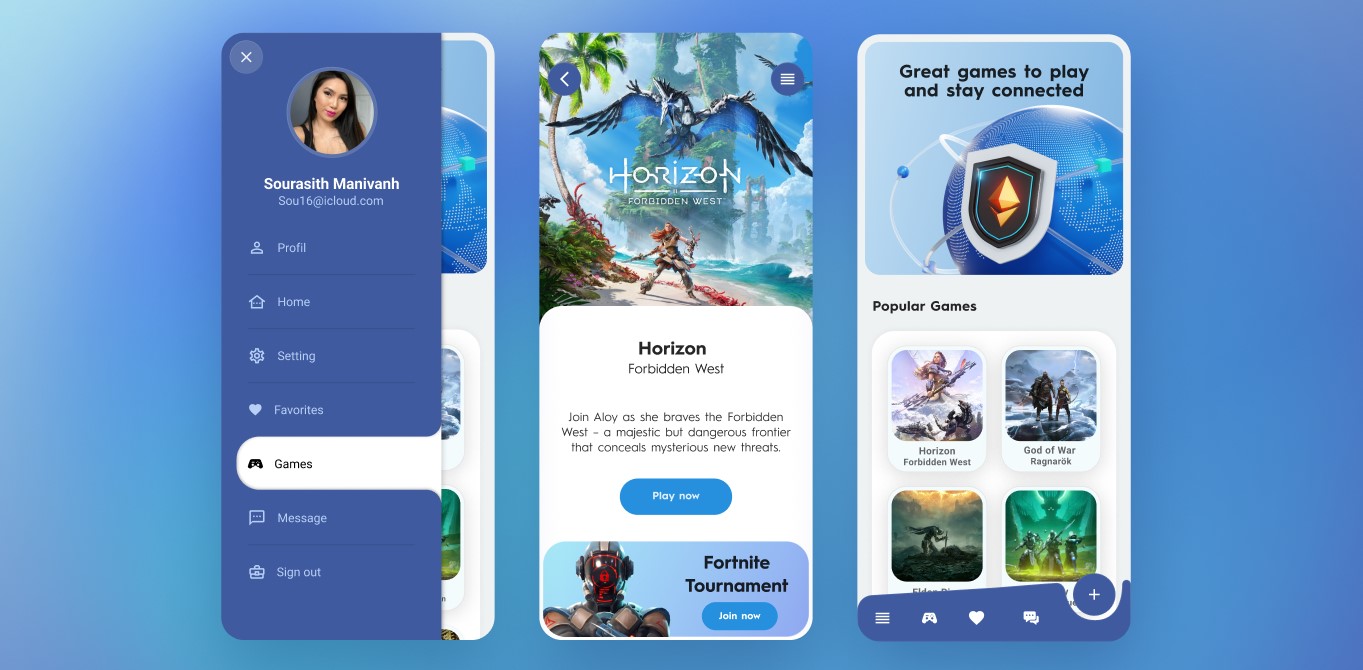 Sourasith Manivanh
Sou16@icloud.com
Profil
Home
Setting
Favorites
Games
Message
Sign out
HORIZON
FORBIDDEN WEST
Horizon
Forbidden West
Join Aloy as she braves the Forbidden
West – a majestic but dangerous frontier
that conceals mysterious new threats.
Play now
Fortnite
Tournament
Join now
Great games to play
and stay connected
Popular Games
Horizon
Forbidden West
God of War
Ragnarök